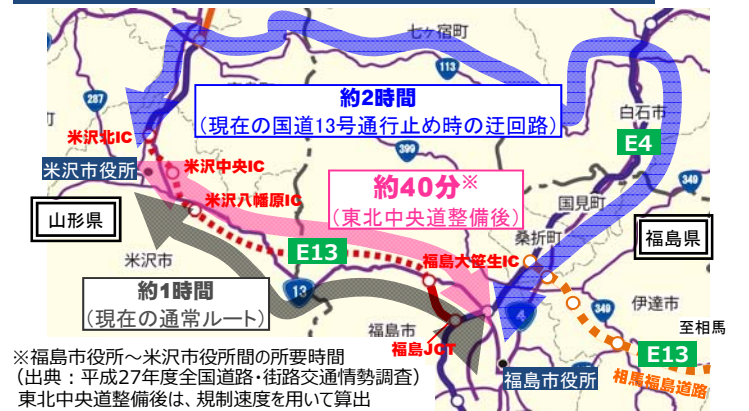 七ヶ宿町
113
287
約2時間
(現在の国道13号通行止め時の迂回路)
白石市
E4
米沢北IC
399
349
米沢市役所
米沢中央IC
約40分※
(東北中央道整備後)
米沢八幡原IC
国見町
山形県
桑折町
福島県
E13
福島大笹生IC
米沢市
約1時間
(現在の通常ルート)
13
4
349
伊達市
至相馬
福島市
福島JCT
E13
※福島市役所～米沢市役所間の所要時間
(出典：平成27年度全国道路・街路交通情勢調査)
東北中央道整備後は、規制速度を用いて算出
福島市役所
相馬福島道路